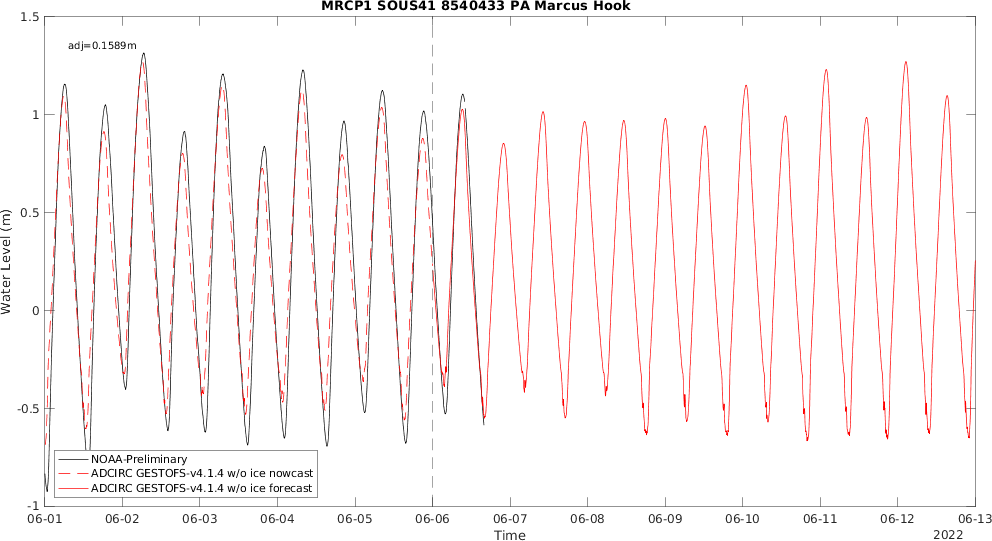 MRCP1 SOUS41 8540433 PA Marcus Hook
adj=0.1589m
1.5
1
0.5
0
-0.5
-1
Water Level (m)
NOAA-Preliminary
ADCIRC GESTOFS-v4.1.4 w/o ice nowcast
ADCIRC GESTOFS-v4.1.4 w/o ice forecast
06-01 06-02 06-03 06-04 06-05 06-06 06-07 06-08 06-09 06-10 06-11 06-12 06-13
Time
2022